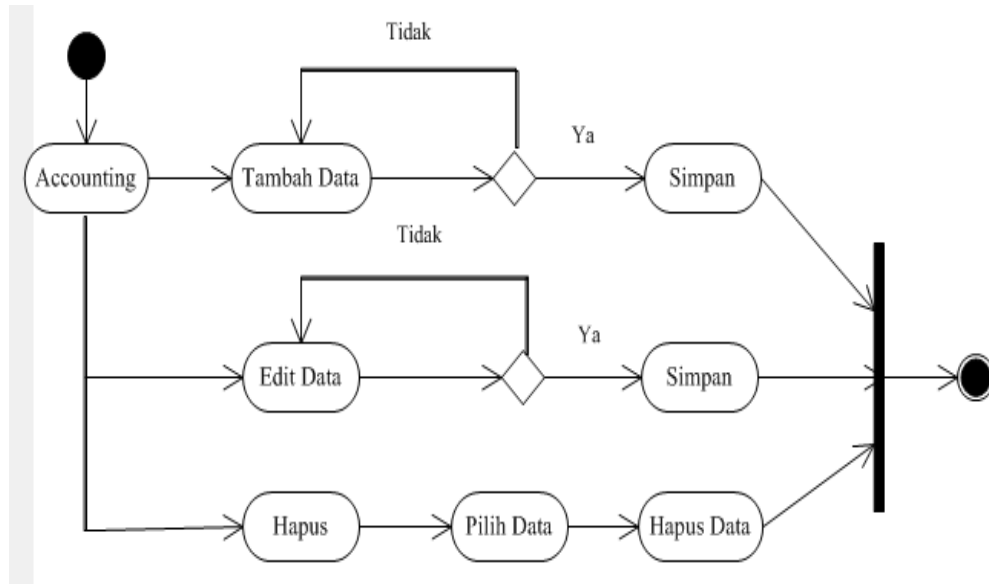 Tidak
Ya
Accounting
Tambah Data
Simpan
Tidak
Ya
Edit Data
Simpan
Hapus
Pilih Data
Hapus Data